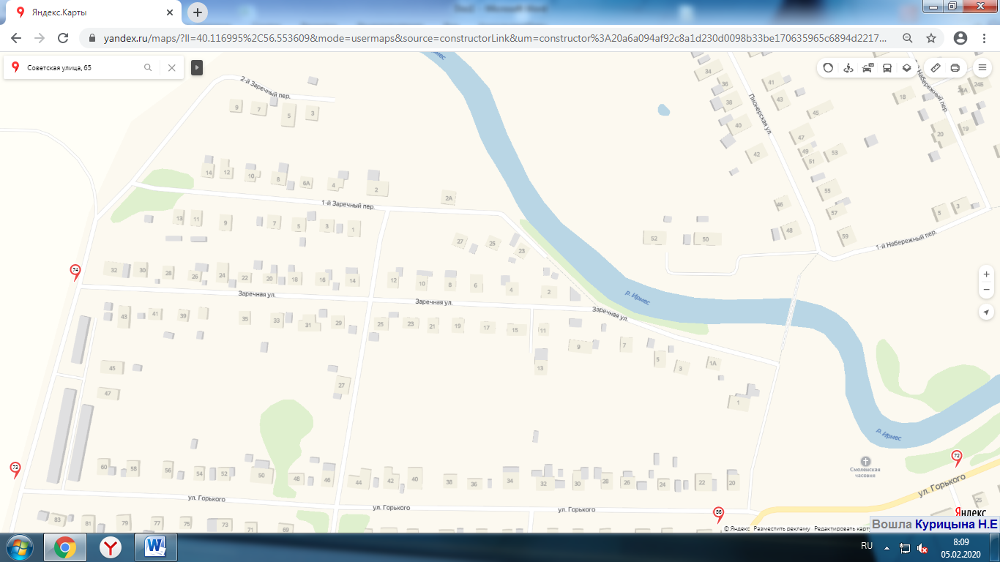 Яндекс.Карты
yandex.ru/maps/?ll=40.116995%2C56.553609&mode=usermaps&source=constructorLink&um=constructor%3A20a6a094af92c8a1d230d0098b33be170635965c6894d2217...
Советская улица, 65
2-й Заречный пер.
9 7 5 3
34 36 38 40 42
Пионерская ул.
41 43 45 47 49 51 53 55 57 59
46 48
18 20 19 24А 24Б
Набережный пер.
14 12 10 8 6А 4 2 2А
1-й Заречный пер.
13 11 9 7 5 3 1
27 25 23
52 50
5 3
1-й Набережный пер.
74
32 30 28 26 24 22 20 18 16 14 12 10 8 6 4 2
Заречная ул.
Заречная ул.
Заречная ул.
р. Ирмес
43 41 39 35 33 31 29 25 23 21 19 17 15 11 9 7 5 3 1А
13
45
47
27
1
р. Ирмес
73
72
Смоленская
часовня
60 58 56 54 52 50 48 46 44 42 40 38 36 34 32 30 28 26 24 22 20
ул. Горького
ул. Горького
ул. Горького
ул. Горького
83 81 79 77 75 73 71 69
25
Яндекс
© Яндекс Разместить рекламу Редактировать карту
Вошла Курицына Н.Е
RU
8:09
05.02.2020